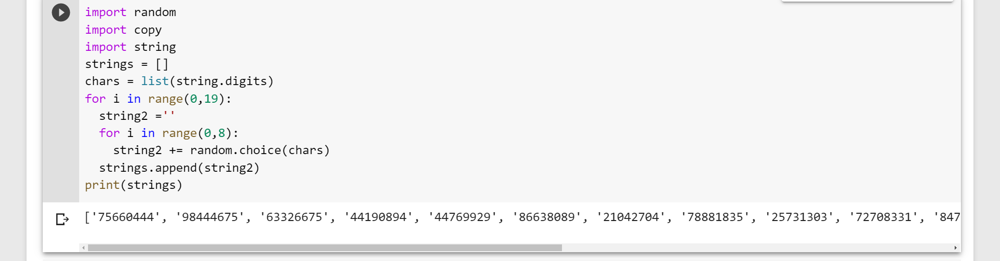 import random
import copy
import string
strings = []
chars = list(string.digits)
for i in range(0,19):
  string2 =''
  for i in range(0,8):
    string2 += random.choice(chars)
  strings.append(string2)
print(strings)
['75660444', '98444675', '63326675', '44190894', '44769929', '86638089', '21042704', '78881835', '25731303', '72708331', '847